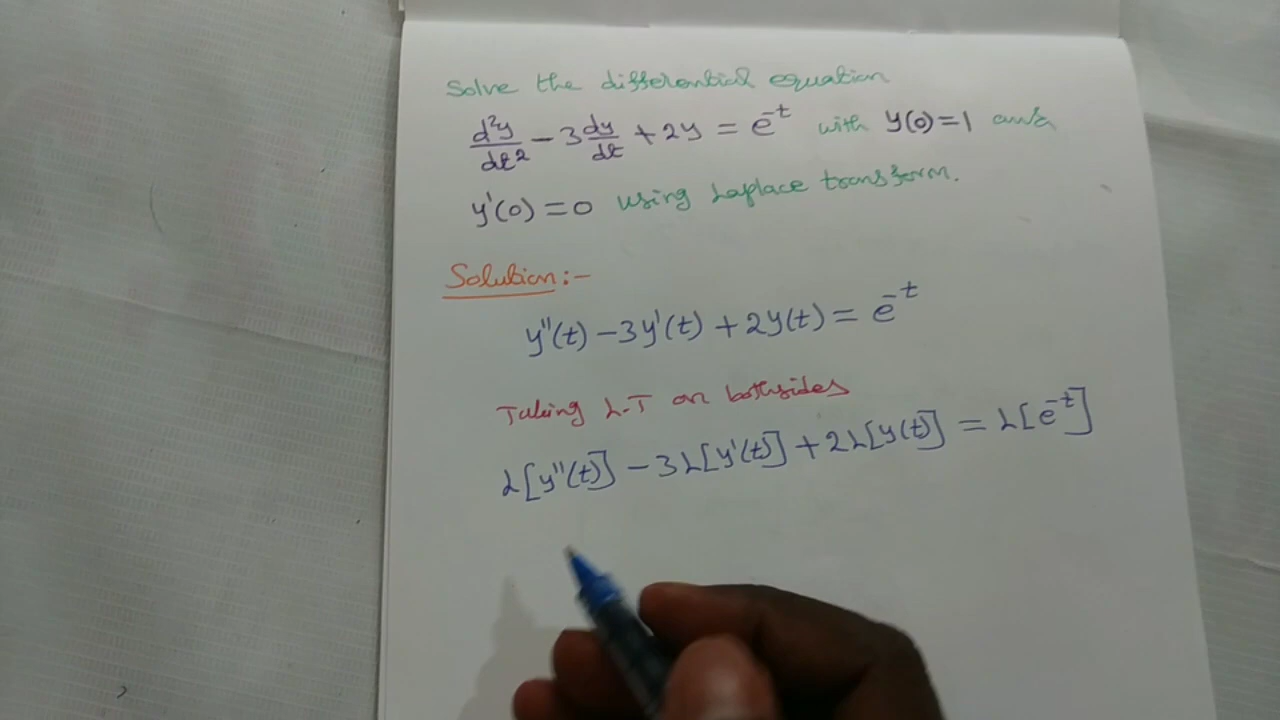 Solve the differential equation
d²y/dt² - 3 dy/dt + 2y = e^-t with y(0)=1 and
y'(0)=0 using Laplace transform.
Solution:-
y''(t) - 3y'(t) + 2y(t) = e^-t
Taking L.T on bothsides
L[y''(t)] - 3L[y'(t)] + 2L[y(t)] = L[e^-t]